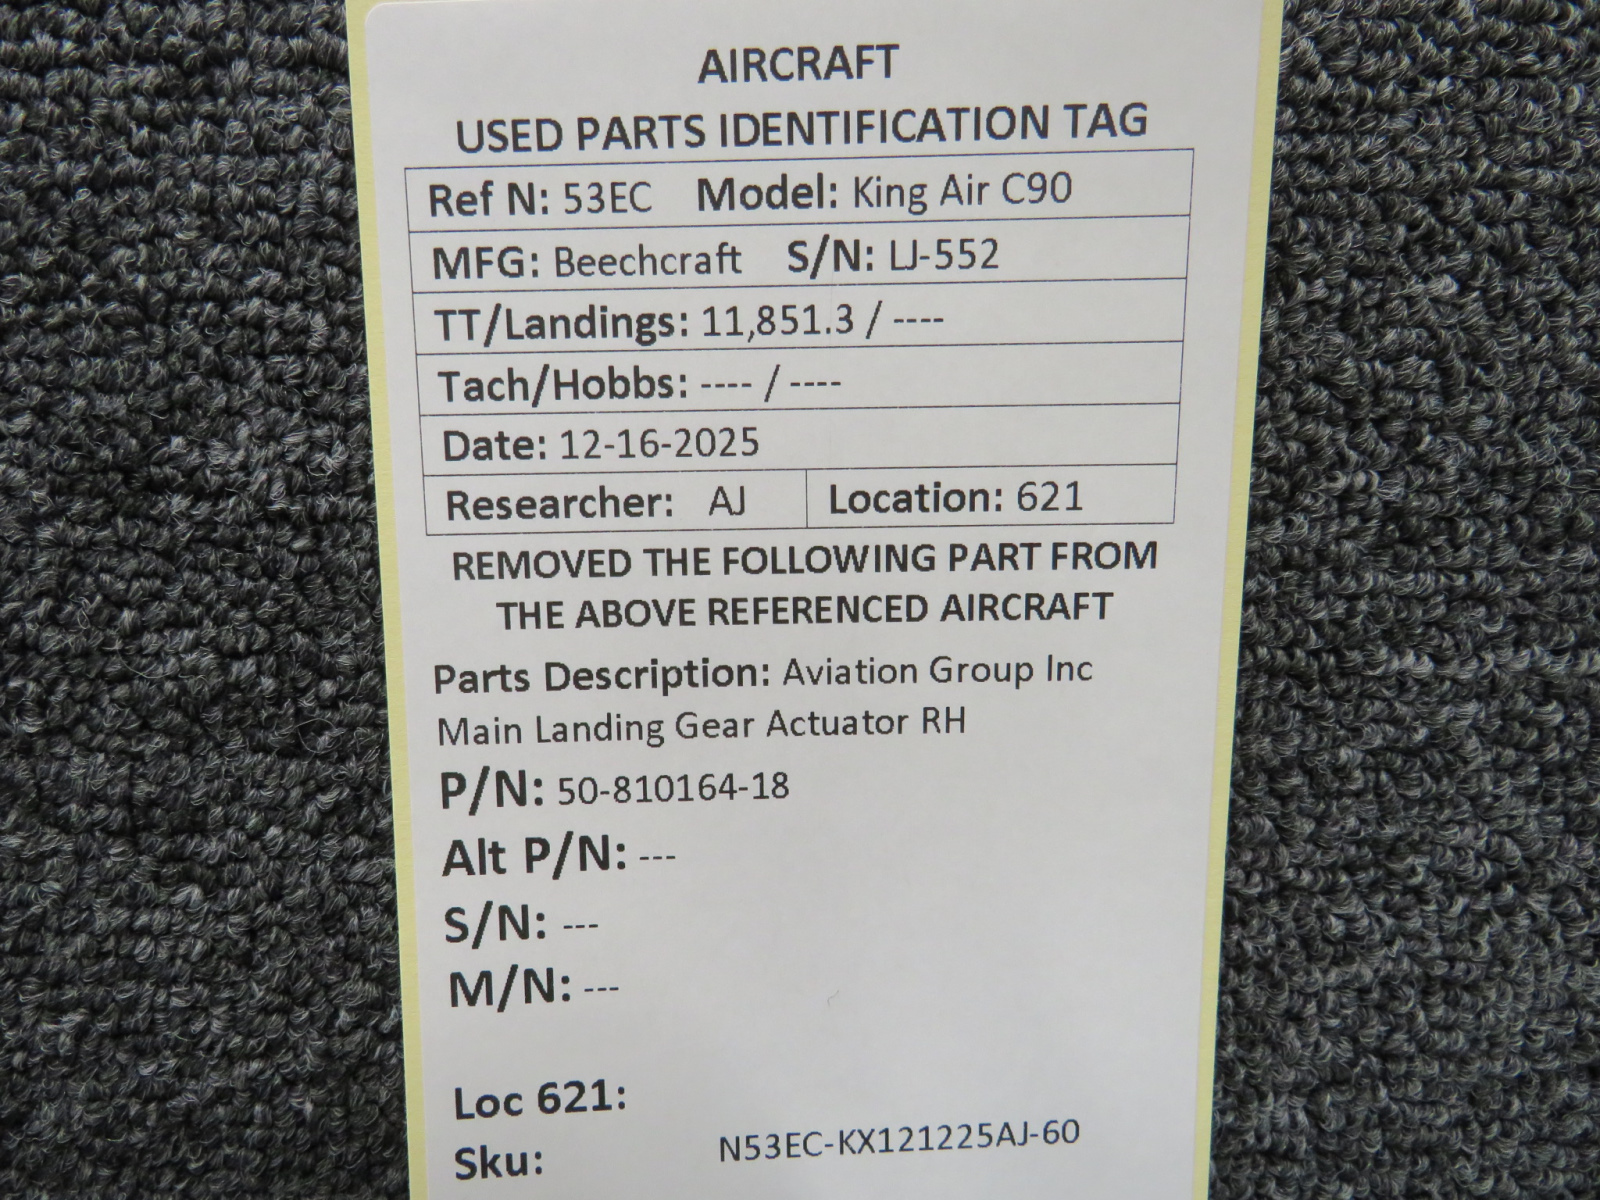 AIRCRAFT
USED PARTS IDENTIFICATION TAG
Ref N: 53EC Model: King Air C90
MFG: Beechcraft S/N: LJ-552
TT/Landings: 11,851.3 / ----
Tach/Hobbs: ---- / ----
Date: 12-16-2025
Researcher: AJ Location: 621
REMOVED THE FOLLOWING PART FROM
THE ABOVE REFERENCED AIRCRAFT
Parts Description: Aviation Group Inc
Main Landing Gear Actuator RH
P/N: 50-810164-18
Alt P/N: ---
S/N: ---
M/N: ---
Loc 621:
Sku: N53EC-KX121225AJ-60